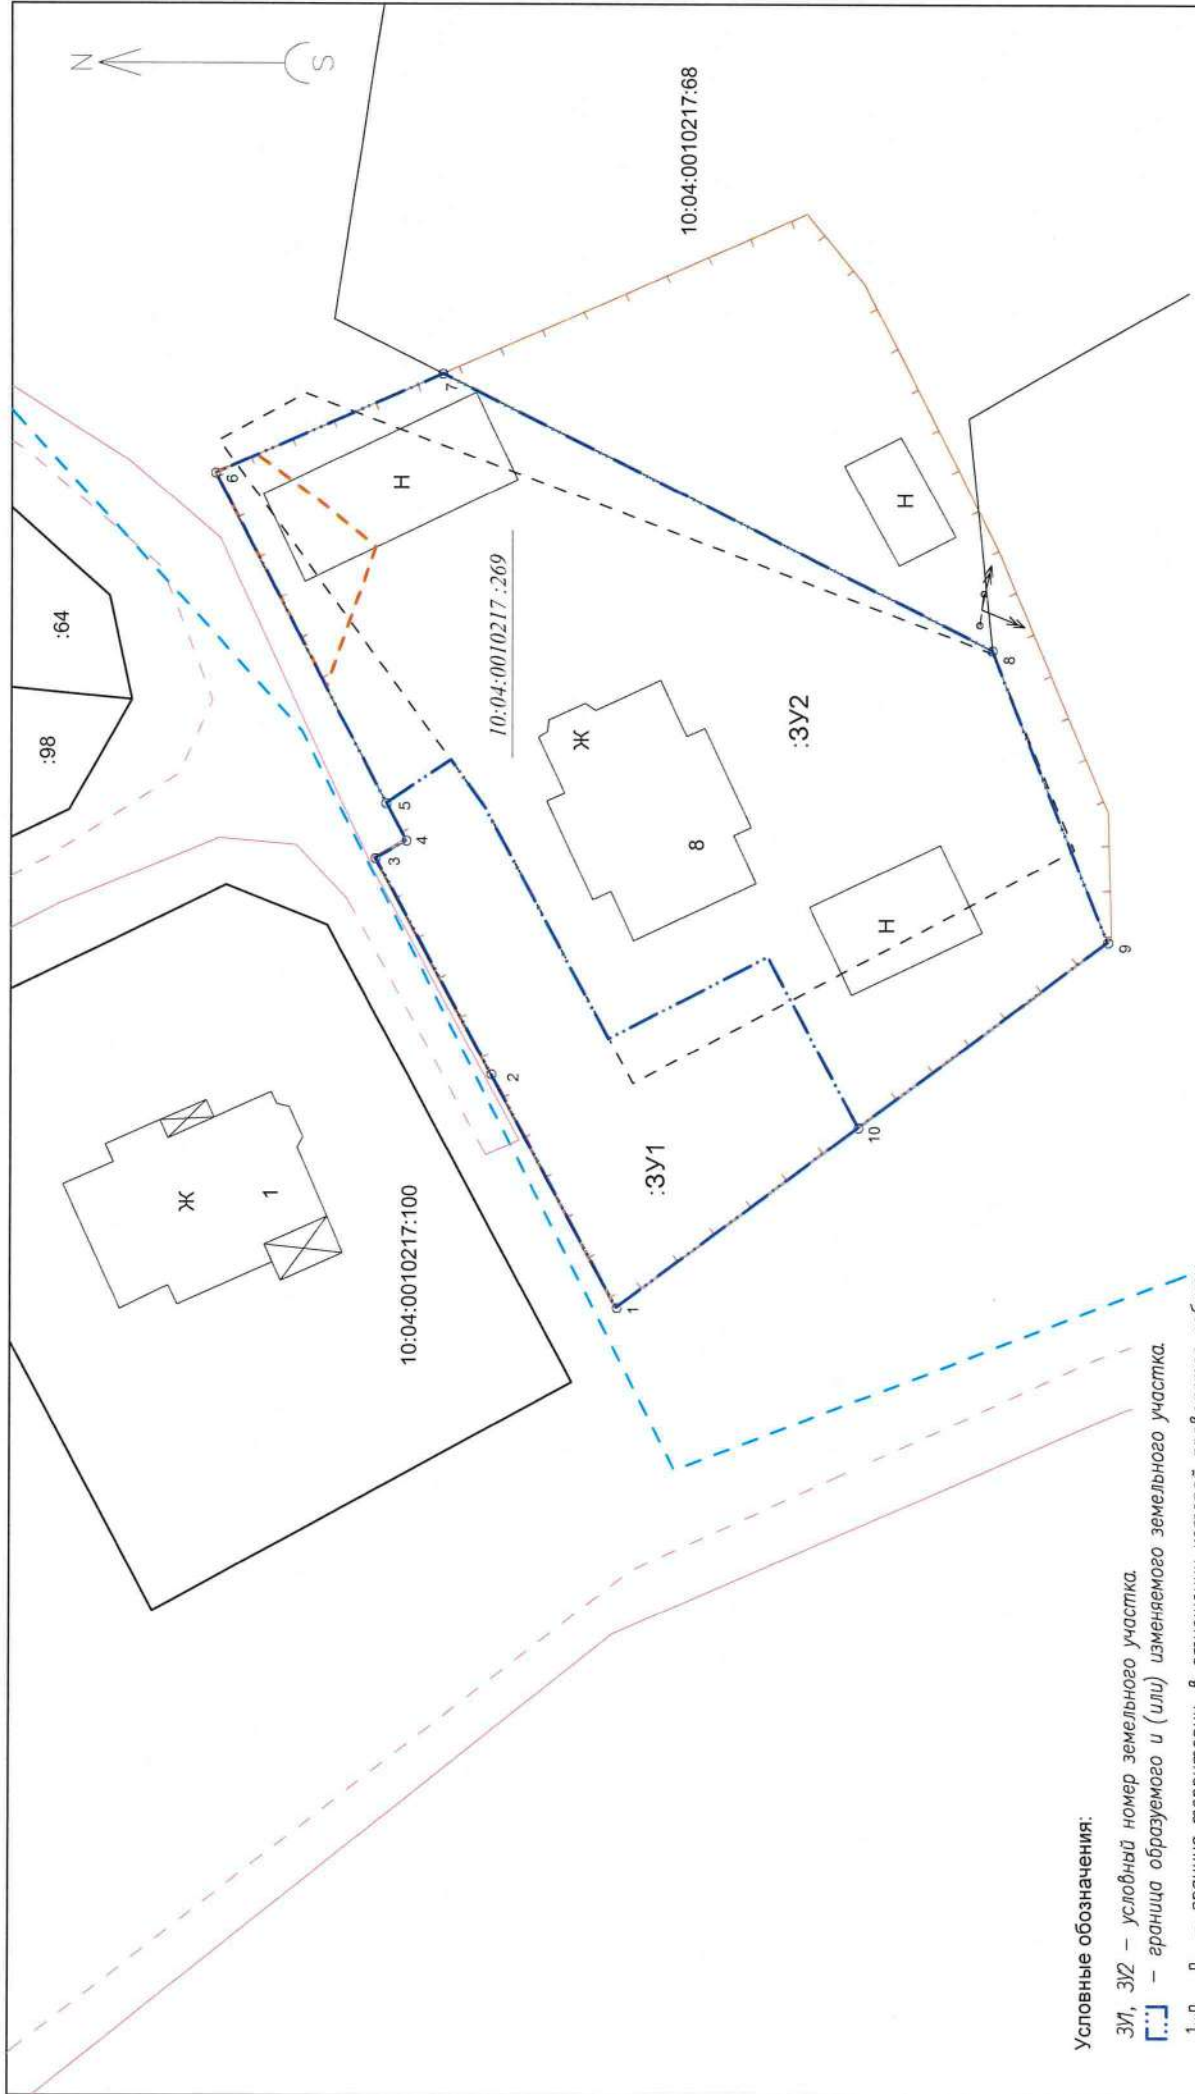 N
S
:98
:64
10:04:0010217:100
Ж
1
10:04:0010217:68
10:04:0010217 :269
Н
Ж
8
Н
Н
:ЗУ1
:ЗУ2
1
2
3
4
5
6
7
8
9
10
Условные обозначения:
ЗУ1, ЗУ2 – условный номер земельного участка.
– граница образуемого и (или) изменяемого земельного участка.